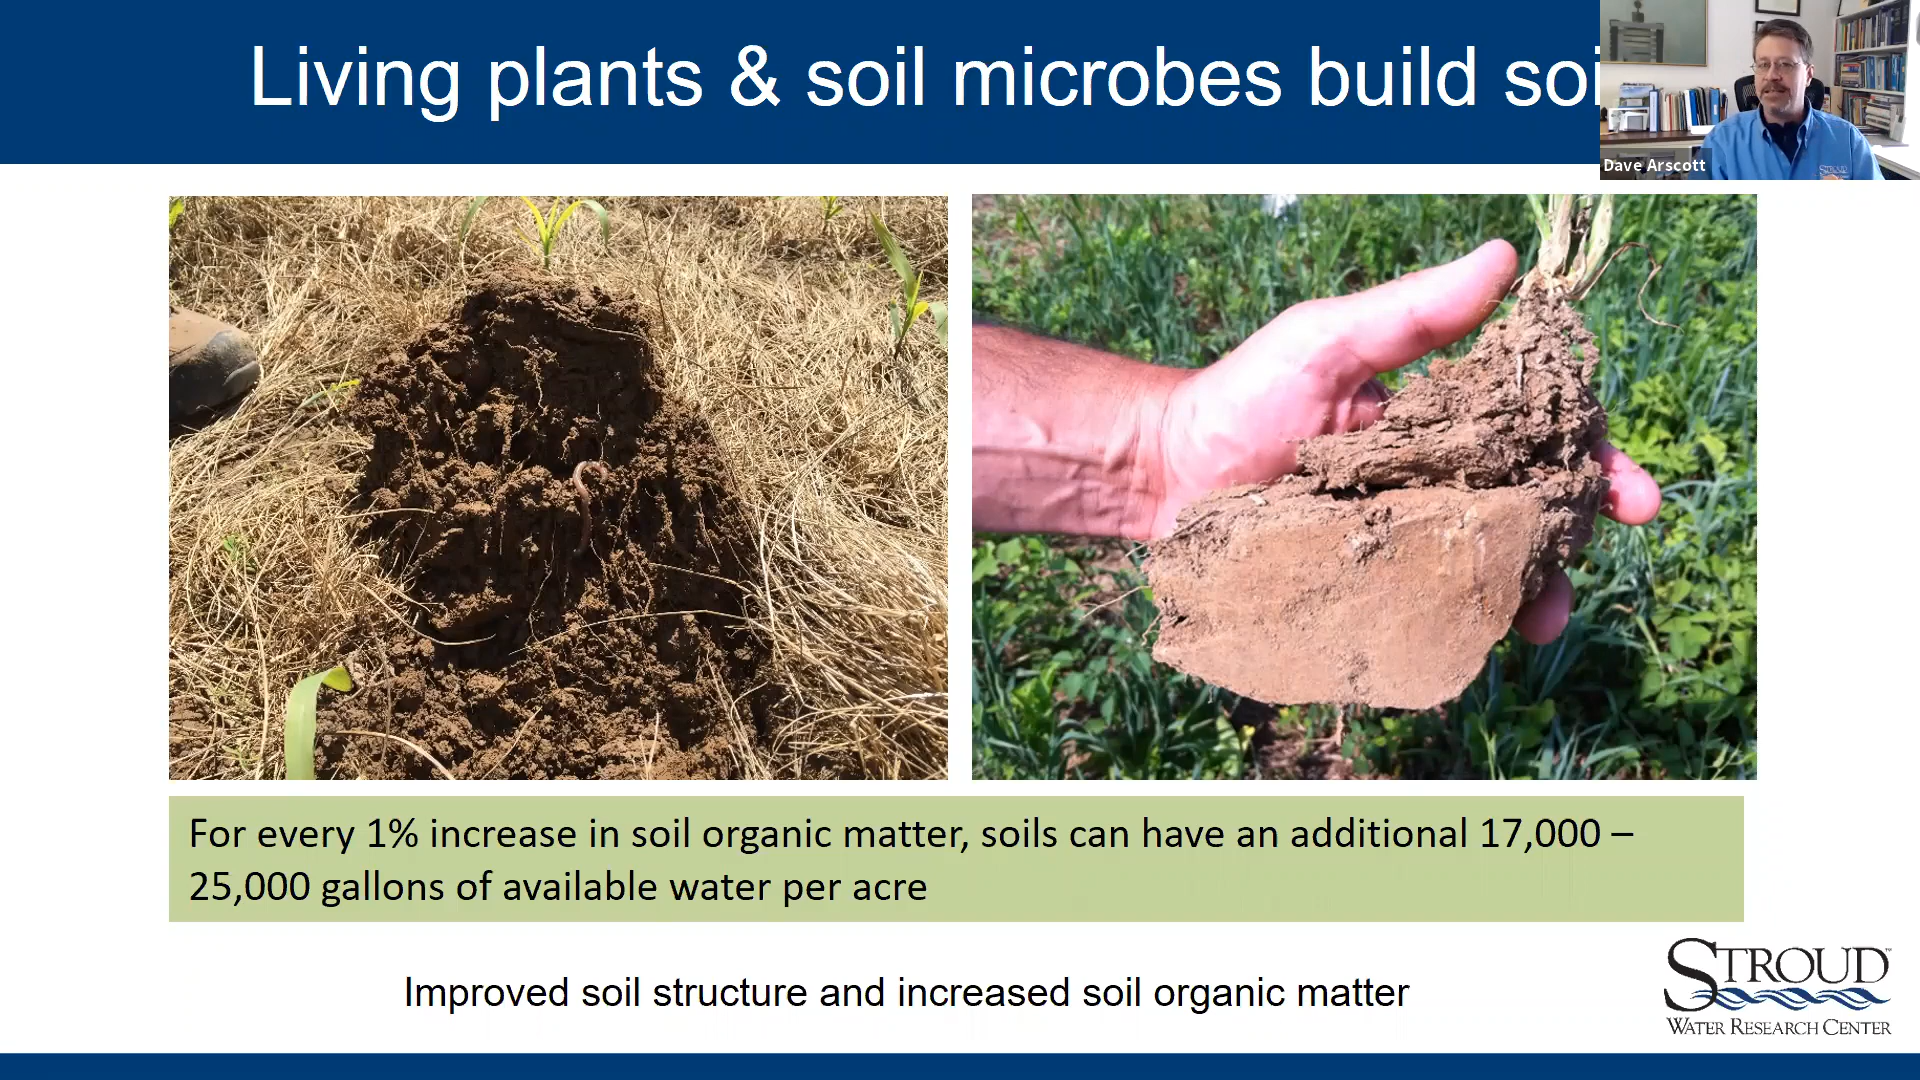 Living plants & soil microbes build soi
Dave Arscott
STROUD
For every 1% increase in soil organic matter, soils can have an additional 17,000 –
25,000 gallons of available water per acre
Improved soil structure and increased soil organic matter
STROUD™
WATER RESEARCH CENTER